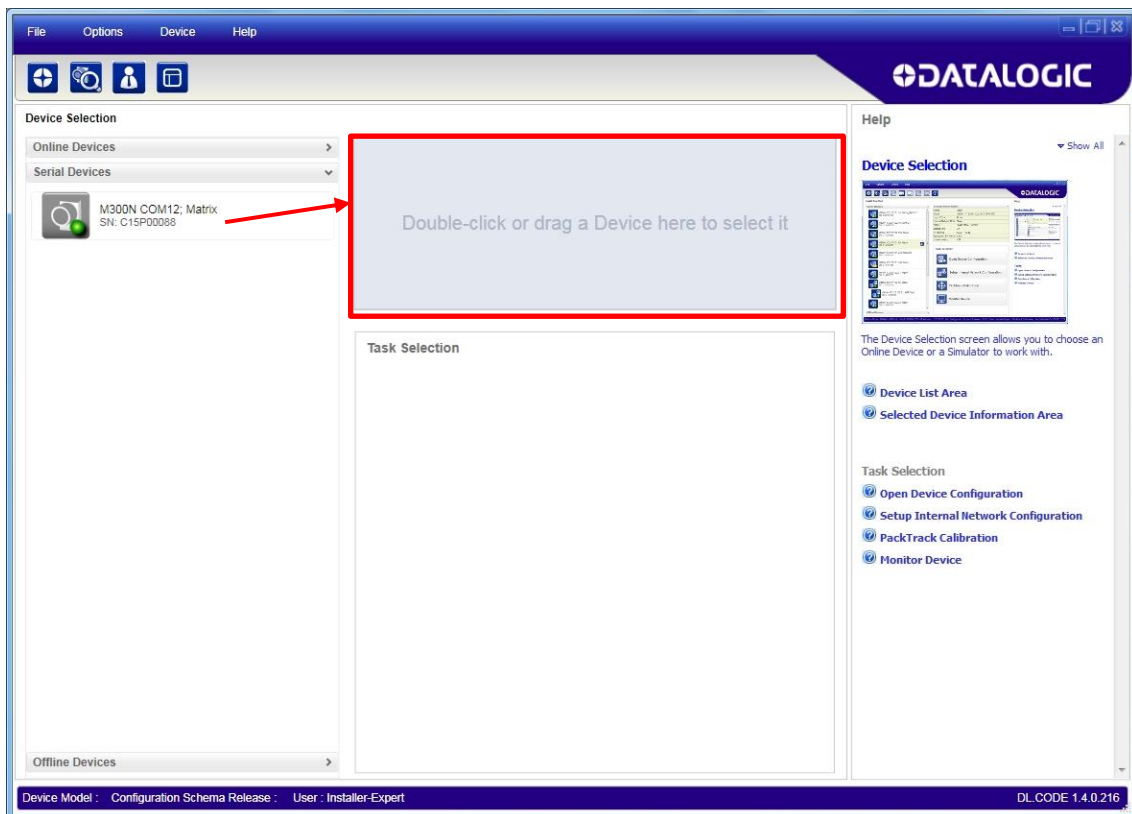 File Options Device Help
DATALOGIC
Device Selection
Online Devices
Serial Devices
M300N COM12; Matrix
SN: C15P00088
Offline Devices
Double-click or drag a Device here to select it
Task Selection
Help
Show All
Device Selection
The Device Selection screen allows you to choose an
Online Device or a Simulator to work with.
Device List Area
Selected Device Information Area
Task Selection
Open Device Configuration
Setup Internal Network Configuration
PackTrack Calibration
Monitor Device
Device Model : Configuration Schema Release : User : Installer-Expert DL.CODE 1.4.0.216